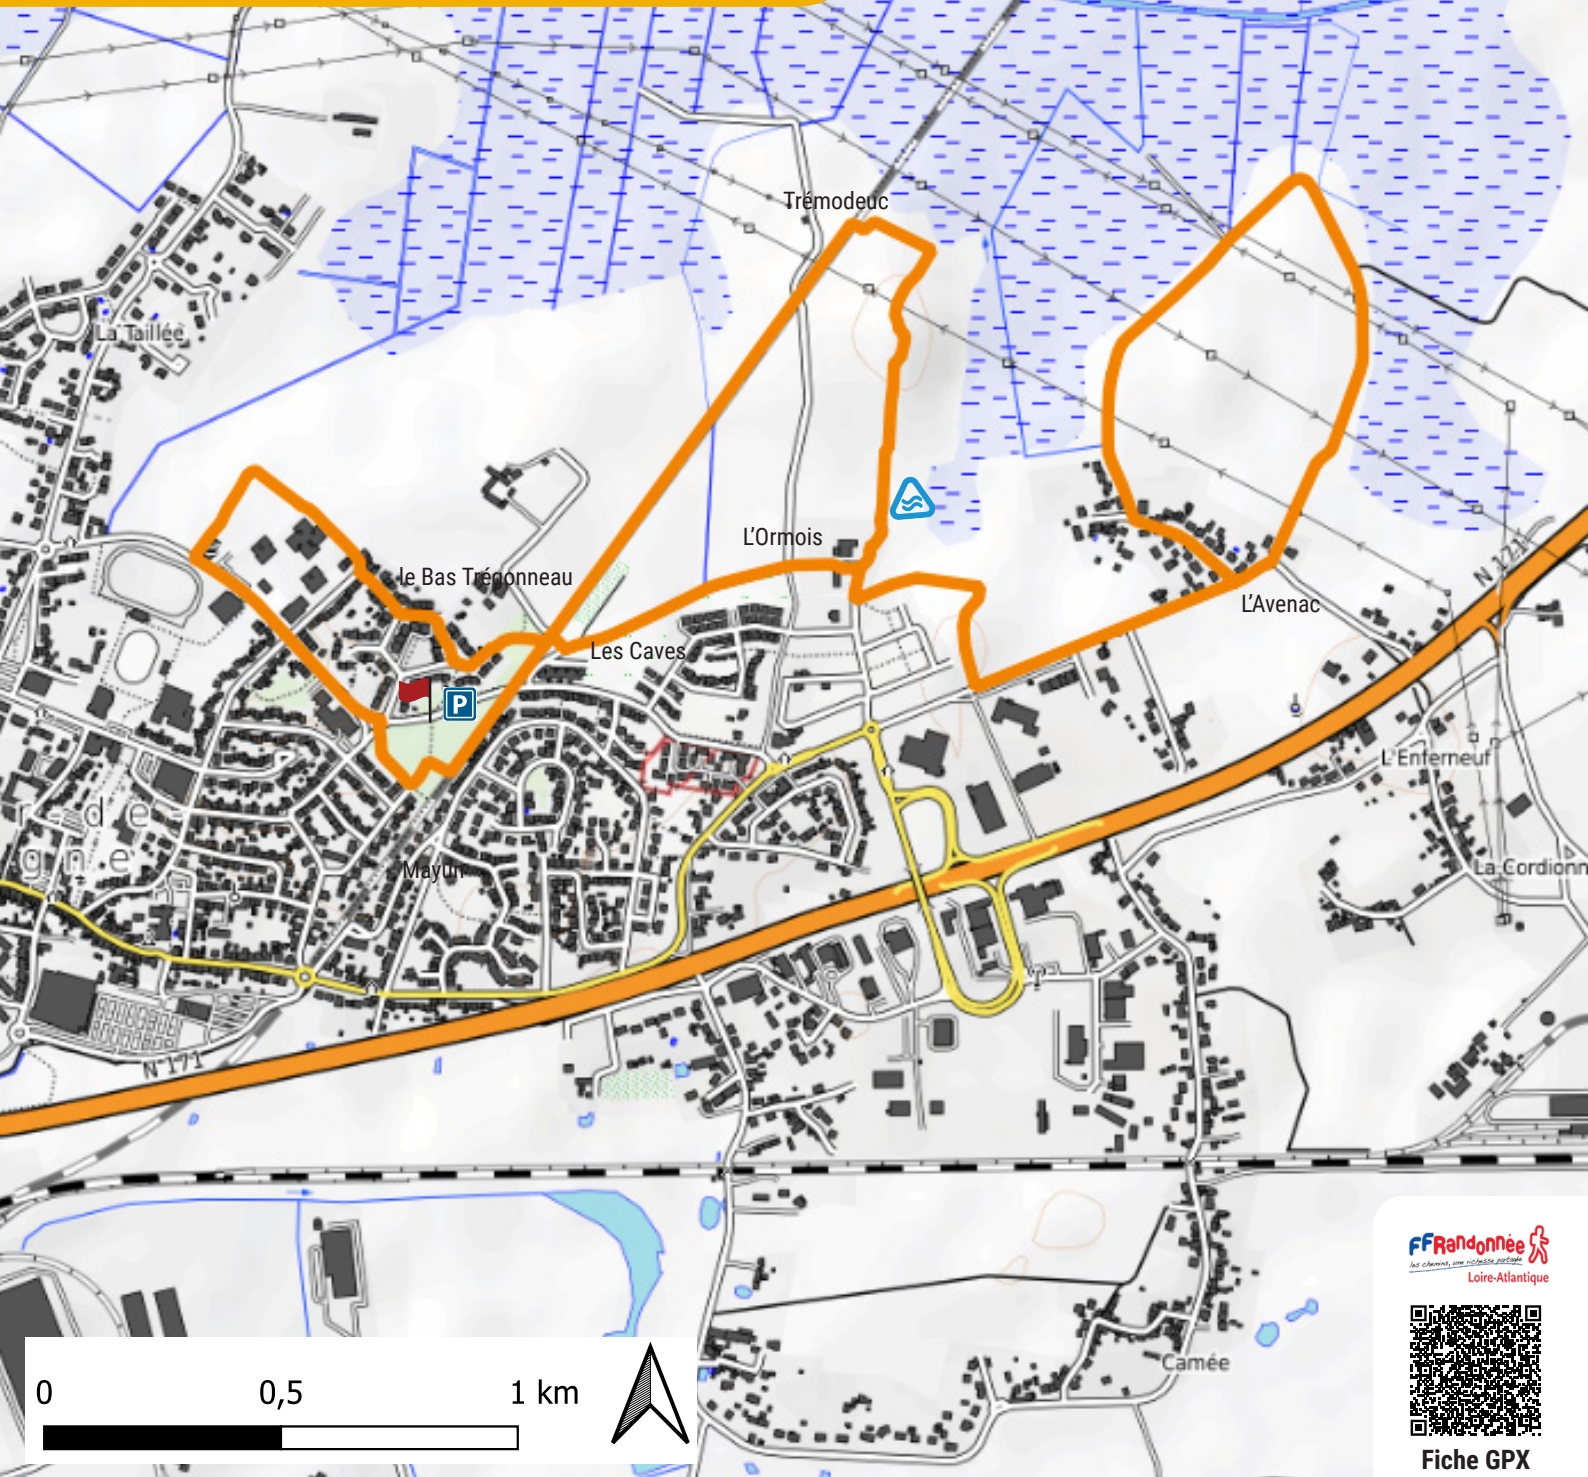 Trémodeuc
La Taillée
L'Ormois
le Bas Trégonneau
N 171
L'Avenac
Les Caves
P
L'Enferneuf
r - d e -
g n e
Mayun
La Cordionn
N 171
Camée
FFRandonnée
les chemins, une richesse partagée
Loire-Atlantique
0 0,5 1 km
Fiche GPX